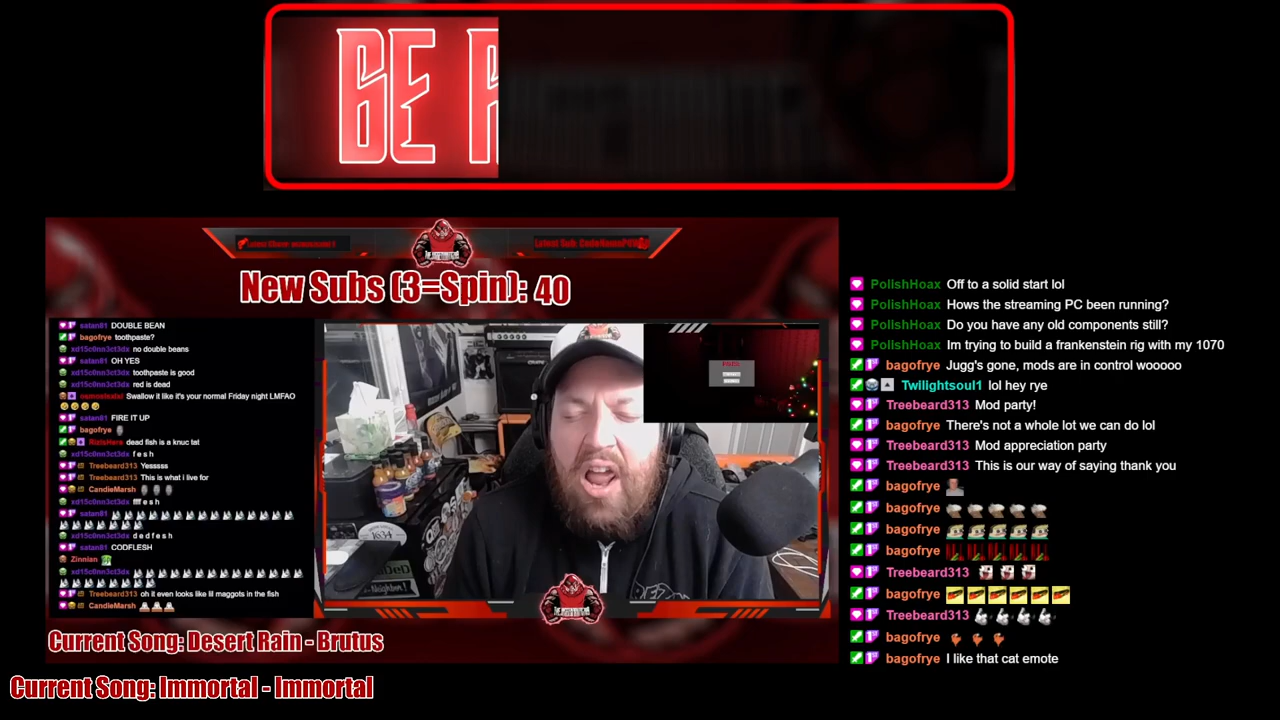 BE
New Subs (3=Spin): 40
satan81 DOUBLE BEAN
bagofrye toothpaste?
xd15c0nn3ct3dx no double beans
satan81 OH YES
xd15c0nn3ct3dx toothpaste is good
xd15c0nn3ct3dx red is dead
Swallow it like it's your normal Friday night LMFAO
satan81 FIRE IT UP
bagofrye
dead fish is a knuc tat
xd15c0nn3ct3dx f e s h
Treebeard313 Yesssss
Treebeard313 This is what i live for
CandieMarsh
xd15c0nn3ct3dx ffff e s h
satan81
xd15c0nn3ct3dx d e d f e s h
satan81 CODFLESH
Zinnian
xd15c0nn3ct3dx
Treebeard313 oh it even looks like lil maggots in the fish
CandieMarsh
Current Song: Desert Rain - Brutus
Current Song: Immortal - Immortal
PolishHoax Off to a solid start lol
PolishHoax Hows the streaming PC been running?
PolishHoax Do you have any old components still?
PolishHoax Im trying to build a frankenstein rig with my 1070
bagofrye Jugg's gone, mods are in control wooooo
Twilightsoul1 lol hey rye
Treebeard313 Mod party!
bagofrye There's not a whole lot we can do lol
Treebeard313 Mod appreciation party
Treebeard313 This is our way of saying thank you
bagofrye
bagofrye
bagofrye
bagofrye
Treebeard313
bagofrye
Treebeard313
bagofrye
bagofrye I like that cat emote